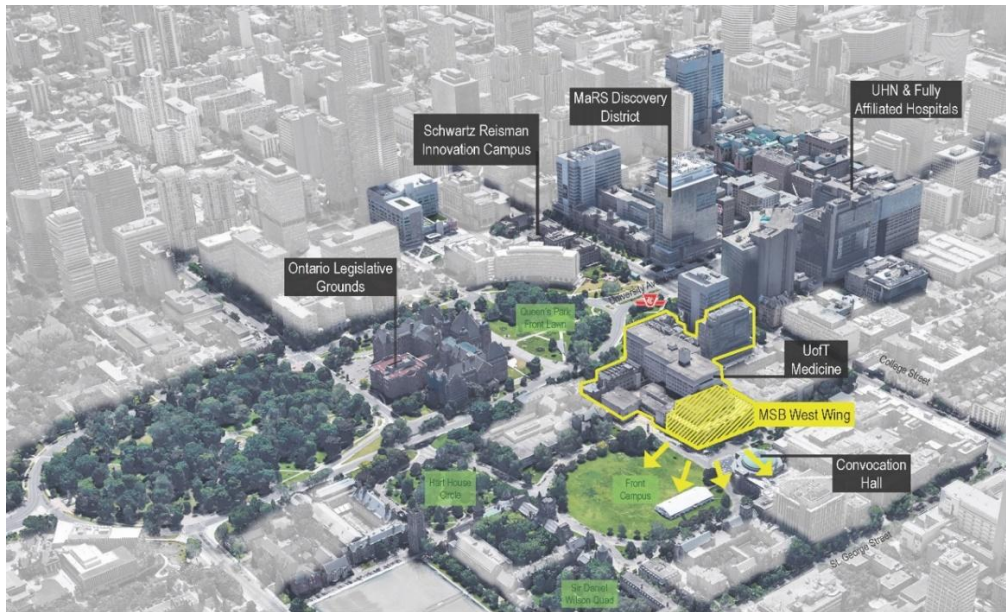 UHN & Fully
Affiliated Hospitals
MaRS Discovery
District
Schwartz Reisman
Innovation Campus
Ontario Legislative
Grounds
University Av
Queen's Park
Front Lawn
UofT
Medicine
College Street
MSB West Wing
Convocation
Hall
Hart House
Circle
Front
Campus
St. George Street
Sir Daniel
Wilson Quad